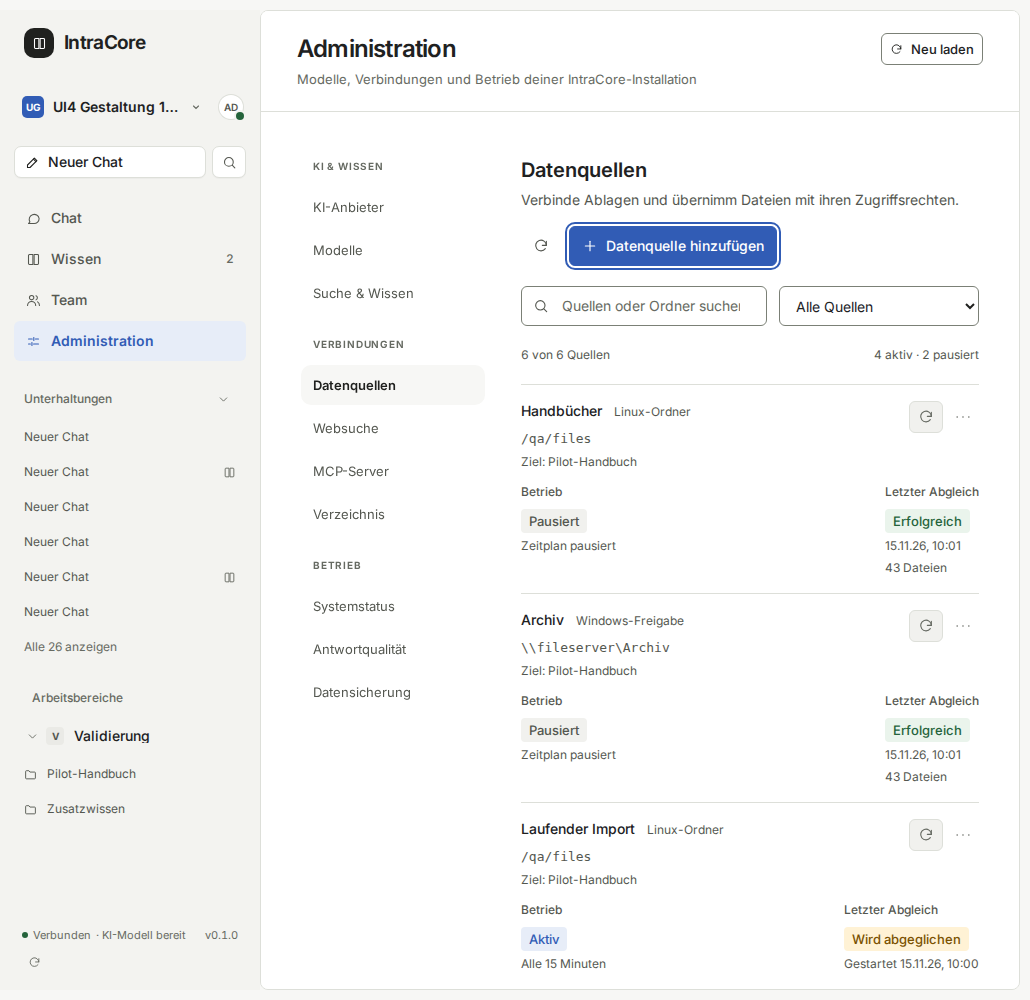 IntraCore
UG UI4 Gestaltung 1... AD
Neuer Chat
Chat
Wissen 2
Team
Administration
Unterhaltungen
Neuer Chat
Neuer Chat
Neuer Chat
Neuer Chat
Neuer Chat
Neuer Chat
Alle 26 anzeigen
Arbeitsbereiche
V Validierung
Pilot-Handbuch
Zusatzwissen
Verbunden · KI-Modell bereit v0.1.0
Administration
Modelle, Verbindungen und Betrieb deiner IntraCore-Installation
Neu laden
KI & WISSEN
KI-Anbieter
Modelle
Suche & Wissen
VERBINDUNGEN
Datenquellen
Websuche
MCP-Server
Verzeichnis
BETRIEB
Systemstatus
Antwortqualität
Datensicherung
Datenquellen
Verbinde Ablagen und übernimm Dateien mit ihren Zugriffsrechten.
Datenquelle hinzufügen
Quellen oder Ordner suchen
Alle Quellen
6 von 6 Quellen
4 aktiv · 2 pausiert
Handbücher Linux-Ordner
/qa/files
Ziel: Pilot-Handbuch
Betrieb
Pausiert
Zeitplan pausiert
Letzter Abgleich
Erfolgreich
15.11.26, 10:01
43 Dateien
Archiv Windows-Freigabe
\\fileserver\Archiv
Ziel: Pilot-Handbuch
Betrieb
Pausiert
Zeitplan pausiert
Letzter Abgleich
Erfolgreich
15.11.26, 10:01
43 Dateien
Laufender Import Linux-Ordner
/qa/files
Ziel: Pilot-Handbuch
Betrieb
Aktiv
Alle 15 Minuten
Letzter Abgleich
Wird abgeglichen
Gestartet 15.11.26, 10:00